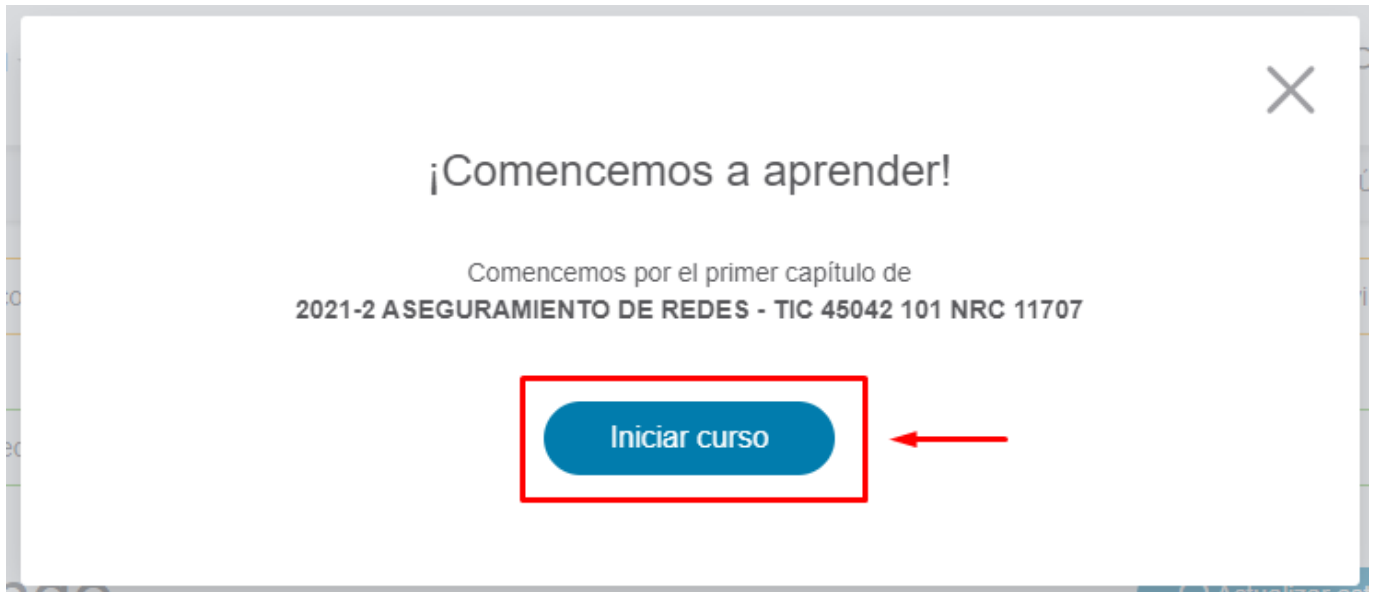 ¡Comencemos a aprender!
Comencemos por el primer capítulo de
2021-2 ASEGURAMIENTO DE REDES - TIC 45042 101 NRC 11707
Iniciar curso
Actualizar